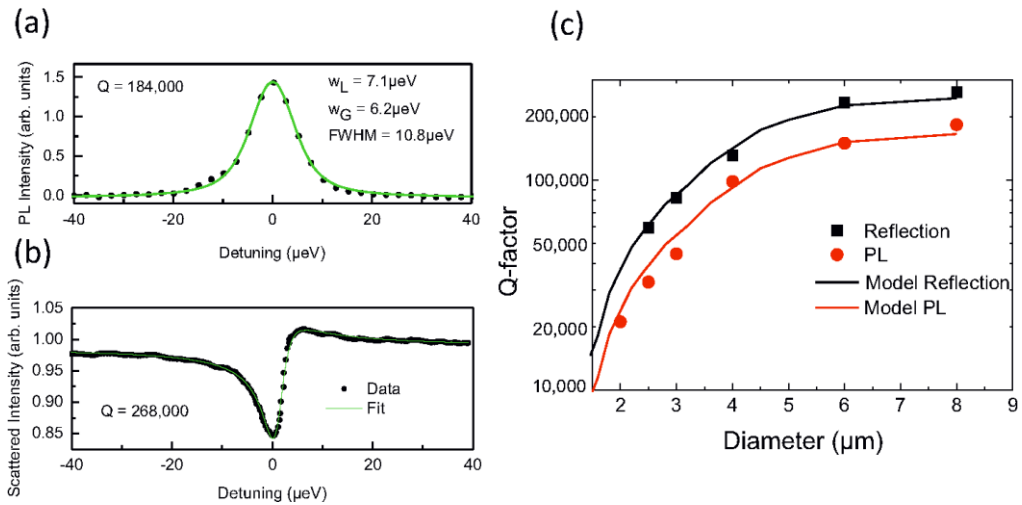 (a)
PL Intensity (arb. units)
1.5
1.0
0.5
0.0
Q = 184,000
w_L = 7.1µeV
w_G = 6.2µeV
FWHM = 10.8µeV
-40 -20 0 20 40
Detuning (µeV)
(b)
Scattered Intensity (arb. units)
1.05
1.00
0.95
0.90
0.85
Q = 268,000
Data
Fit
-40 -20 0 20 40
Detuning (µeV)
(c)
Q-factor
200,000
100,000
50,000
20,000
10,000
Reflection
PL
Model Reflection
Model PL
2 3 4 5 6 7 8 9
Diameter (µm)